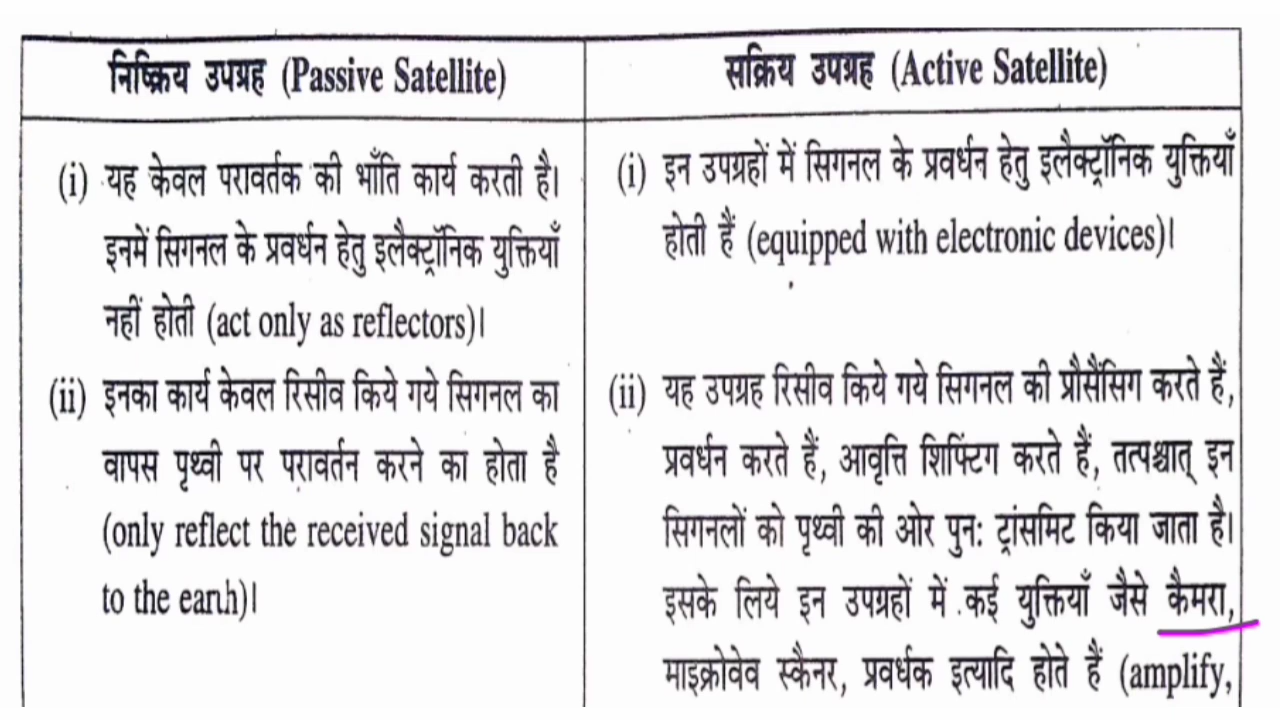 निष्क्रिय उपग्रह (Passive Satellite)
(i) यह केवल परावर्तक की भाँति कार्य करती है।
इनमें सिगनल के प्रवर्धन हेतु इलैक्ट्रॉनिक युक्तियाँ
नहीं होती (act only as reflectors)।
(ii) इनका कार्य केवल रिसीव किये गये सिगनल का
वापस पृथ्वी पर परावर्तन करने का होता है
(only reflect the received signal back
to the earth)।
सक्रिय उपग्रह (Active Satellite)
(i) इन उपग्रहों में सिगनल के प्रवर्धन हेतु इलैक्ट्रॉनिक युक्तियाँ
होती हैं (equipped with electronic devices)।
(ii) यह उपग्रह रिसीव किये गये सिगनल की प्रौसैंसिग करते हैं,
प्रवर्धन करते हैं, आवृत्ति शिफ्टिंग करते हैं, तत्पश्चात् इन
सिगनलों को पृथ्वी की ओर पुनः ट्रांसमिट किया जाता है।
इसके लिये इन उपग्रहों में कई युक्तियाँ जैसे कैमरा,
माइक्रोवेव स्कैनर, प्रवर्धक इत्यादि होते हैं (amplify,